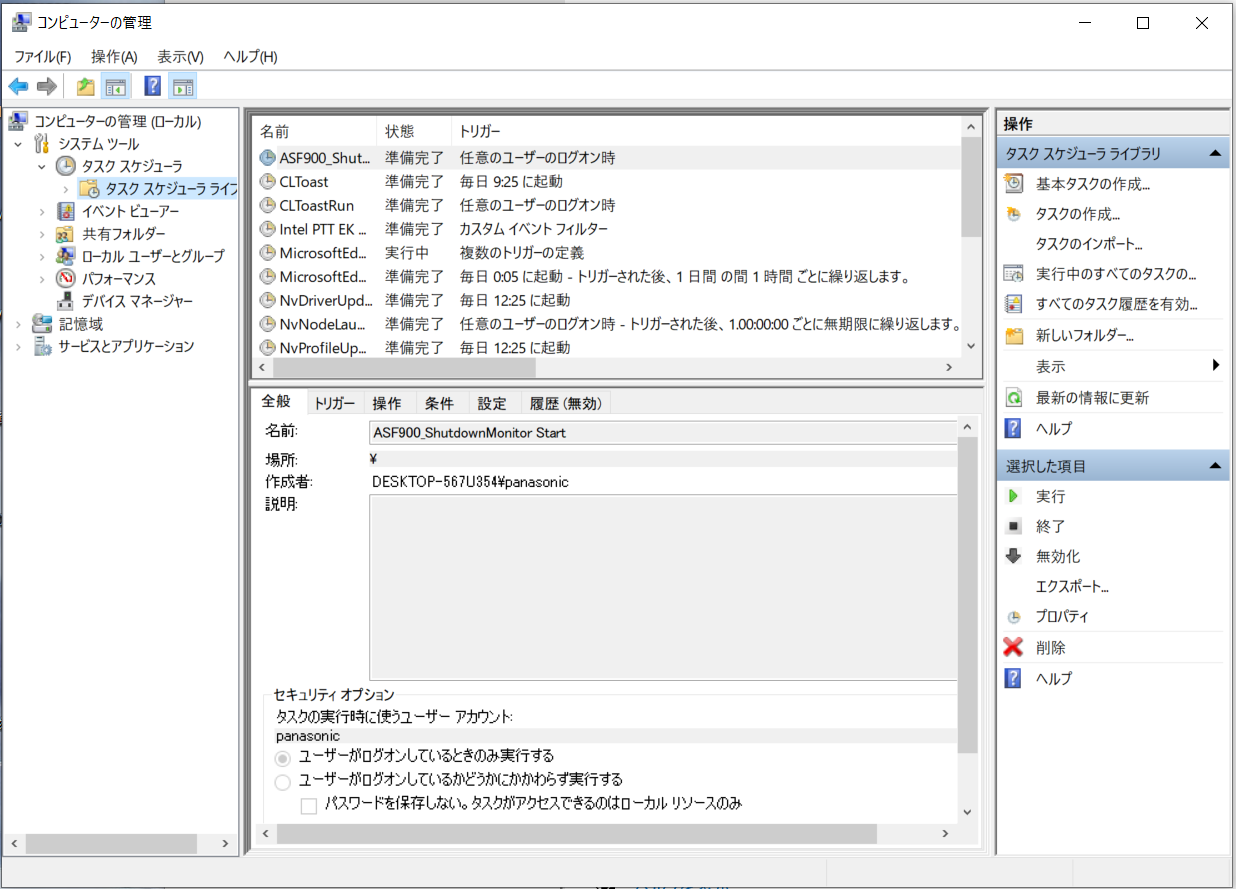 コンピューターの管理
ファイル(F) 操作(A) 表示(V) ヘルプ(H)
コンピューターの管理 (ローカル)
システム ツール
タスク スケジューラ
タスク スケジューラ ライブ
イベント ビューアー
共有フォルダー
ローカル ユーザーとグループ
パフォーマンス
デバイス マネージャー
記憶域
サービスとアプリケーション
名前 状態 トリガー
ASF900_Shut... 準備完了 任意のユーザーのログオン時
CLToast 準備完了 毎日 9:25 に起動
CLToastRun 準備完了 任意のユーザーのログオン時
Intel PTT EK ... 準備完了 カスタム イベント フィルター
MicrosoftEd... 実行中 複数のトリガーの定義
MicrosoftEd... 準備完了 毎日 0:05 に起動 - トリガーされた後、1 日間 の間 1 時間 ごとに繰り返します。
NvDriverUpd... 準備完了 毎日 12:25 に起動
NvNodeLau... 準備完了 任意のユーザーのログオン時 - トリガーされた後、1.00:00:00 ごとに無期限に繰り返します。
NvProfileUp... 準備完了 毎日 12:25 に起動
全般 トリガー 操作 条件 設定 履歴 (無効)
名前: ASF900_ShutdownMonitor Start
場所: ¥
作成者: DESKTOP-567U354¥panasonic
説明:
セキュリティ オプション
タスクの実行時に使うユーザー アカウント:
panasonic
ユーザーがログオンしているときのみ実行する
ユーザーがログオンしているかどうかにかかわらず実行する
パスワードを保存しない。タスクがアクセスできるのはローカル リソースのみ
操作
タスク スケジューラ ライブラリ
基本タスクの作成...
タスクの作成...
タスクのインポート...
実行中のすべてのタスクの...
すべてのタスク履歴を有効...
新しいフォルダー...
表示
最新の情報に更新
ヘルプ
選択した項目
実行
終了
無効化
エクスポート...
プロパティ
削除
ヘルプ